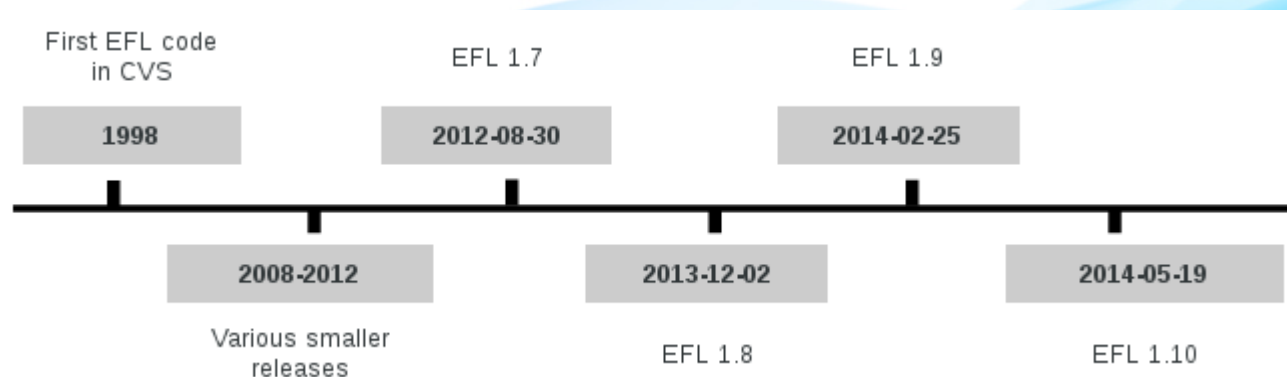 First EFL code
in CVS
1998
2008-2012
Various smaller
releases
EFL 1.7
2012-08-30
2013-12-02
EFL 1.8
EFL 1.9
2014-02-25
2014-05-19
EFL 1.10